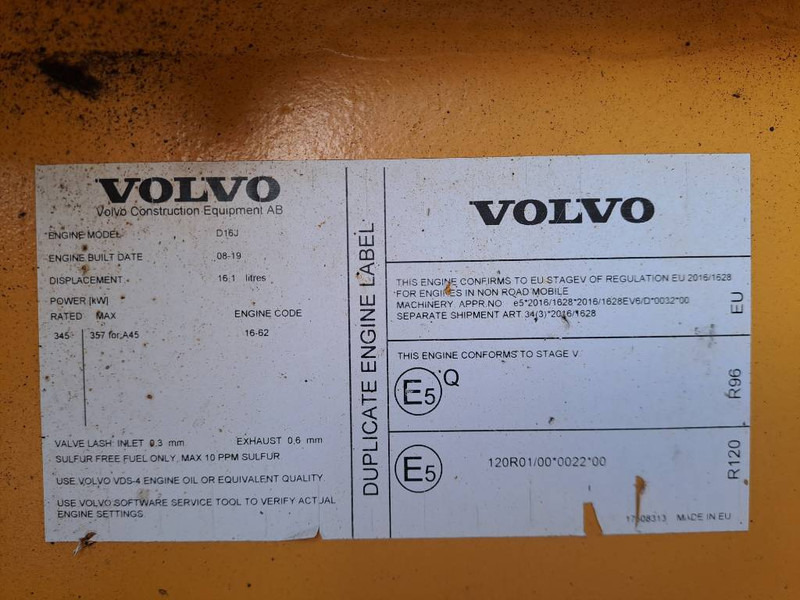 VOLVO
Volvo Construction Equipment AB
ENGINE MODEL D16J
ENGINE BUILT DATE 08-19
DISPLACEMENT 16.1 litres
POWER [kW]
RATED MAX ENGINE CODE
345 357 for A45 16-62
VALVE LASH: INLET 0,3 mm EXHAUST 0,6 mm
SULFUR FREE FUEL ONLY, MAX 10 PPM SULFUR
USE VOLVO VDS-4 ENGINE OIL OR EQUIVALENT QUALITY
USE VOLVO SOFTWARE SERVICE TOOL TO VERIFY ACTUAL
ENGINE SETTINGS
DUPLICATE ENGINE LABEL
VOLVO
THIS ENGINE CONFIRMS TO EU STAGEV OF REGULATION EU 2016/1628
FOR ENGINES IN NON ROAD MOBILE
MACHINERY. APPR.NO e5*2016/1628*2016/1628EV6/D*0032*00
SEPARATE SHIPMENT ART 34(3)*2016/1628
EU
THIS ENGINE CONFORMS TO STAGE V
E5 Q
R96
E5 120R01/00*0022*00
R120
MADE IN EU